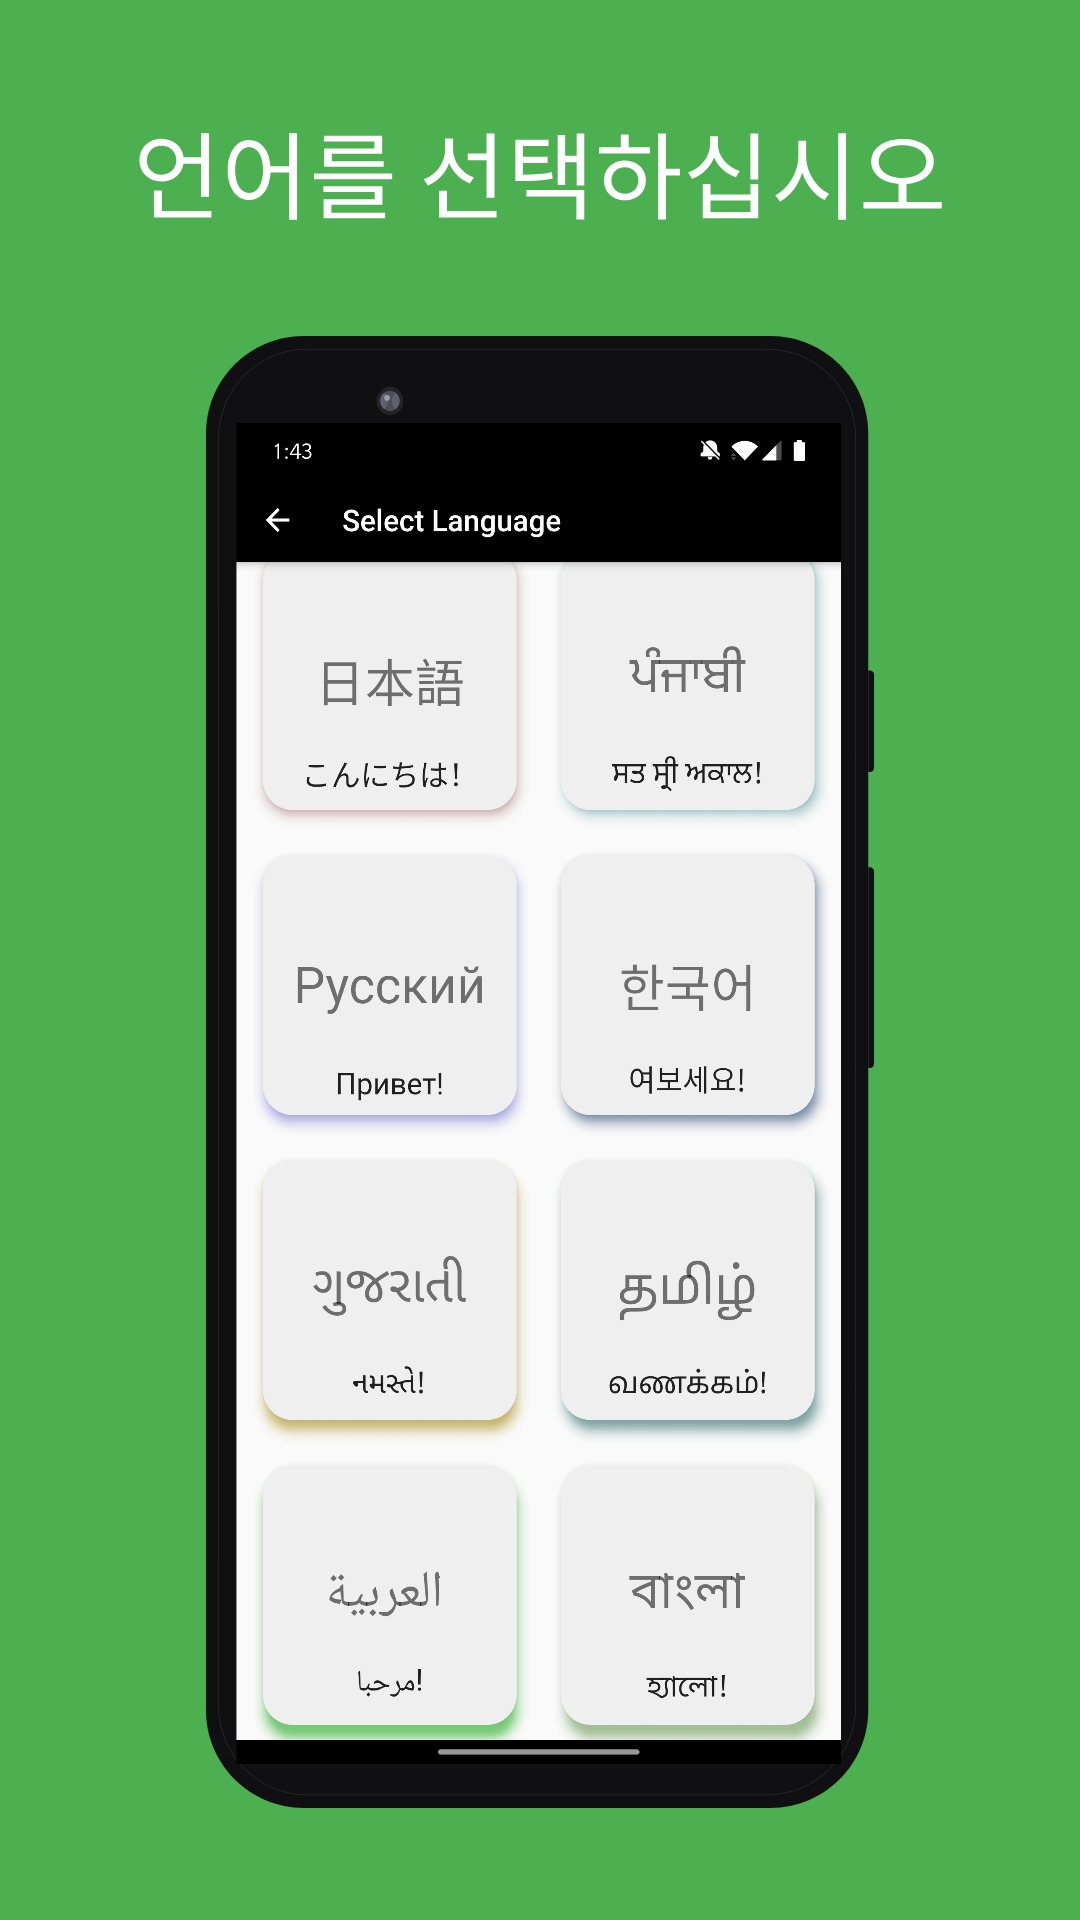 언어를 선택하십시오
1:43
Select Language
日本語
ਪੰਜਾਬੀ
こんにちは!
ਸਤ ਸ੍ਰੀ ਅਕਾਲ!
Русский
한국어
Привет!
여보세요!
ગુજરાતી
தமிழ்
નમસ્તે!
வணக்கம்!
العربية
বাংলা
مرحبا!
হ্যালো!